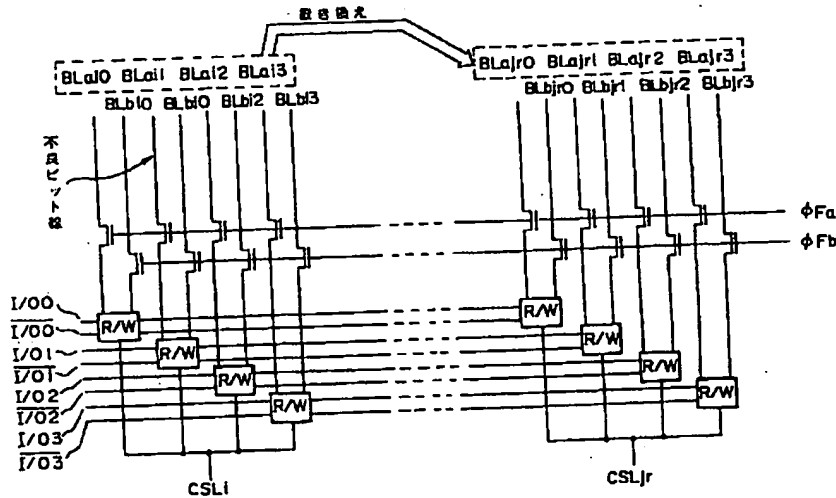 置き換え
BLai0 BLai1 BLai2 BLai3
BLajr0 BLajr1 BLajr2 BLajr3
BLbi0 BLbi0 BLbi2 BLbi3
BLbjr0 BLbjr1 BLbjr2 BLbjr3
不良ビット線
φFa
φFb
I/O0
I/O0
I/O1
I/O1
I/O2
I/O2
I/O3
I/O3
R/W
R/W
R/W
R/W
R/W
R/W
R/W
R/W
CSLi
CSLjr